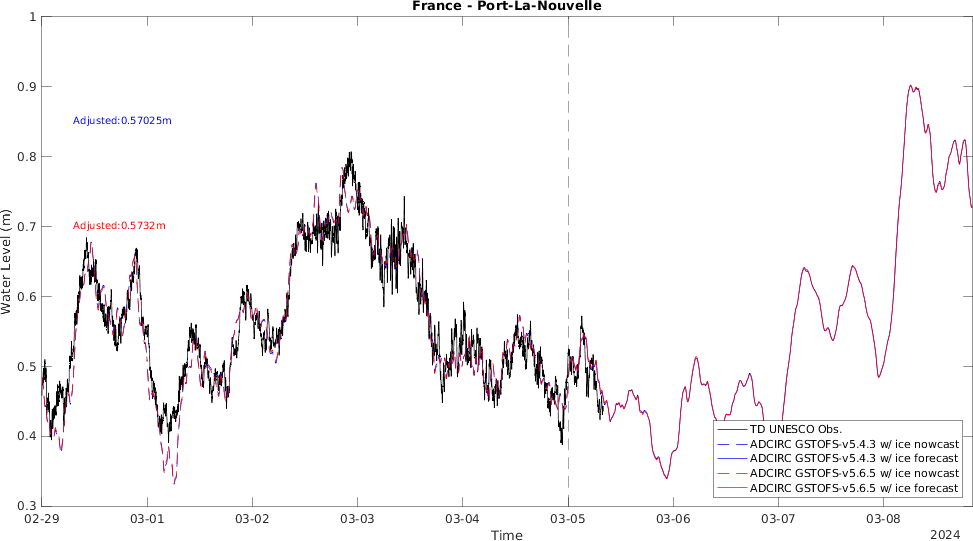 France - Port-La-Nouvelle
1
0.9
0.8
0.7
0.6
0.5
0.4
0.3
Water Level (m)
Adjusted:0.57025m
Adjusted:0.5732m
TD UNESCO Obs.
ADCIRC GSTOFS-v5.4.3 w/ ice nowcast
ADCIRC GSTOFS-v5.4.3 w/ ice forecast
ADCIRC GSTOFS-v5.6.5 w/ ice nowcast
ADCIRC GSTOFS-v5.6.5 w/ ice forecast
02-29 03-01 03-02 03-03 03-04 03-05 03-06 03-07 03-08
Time
2024